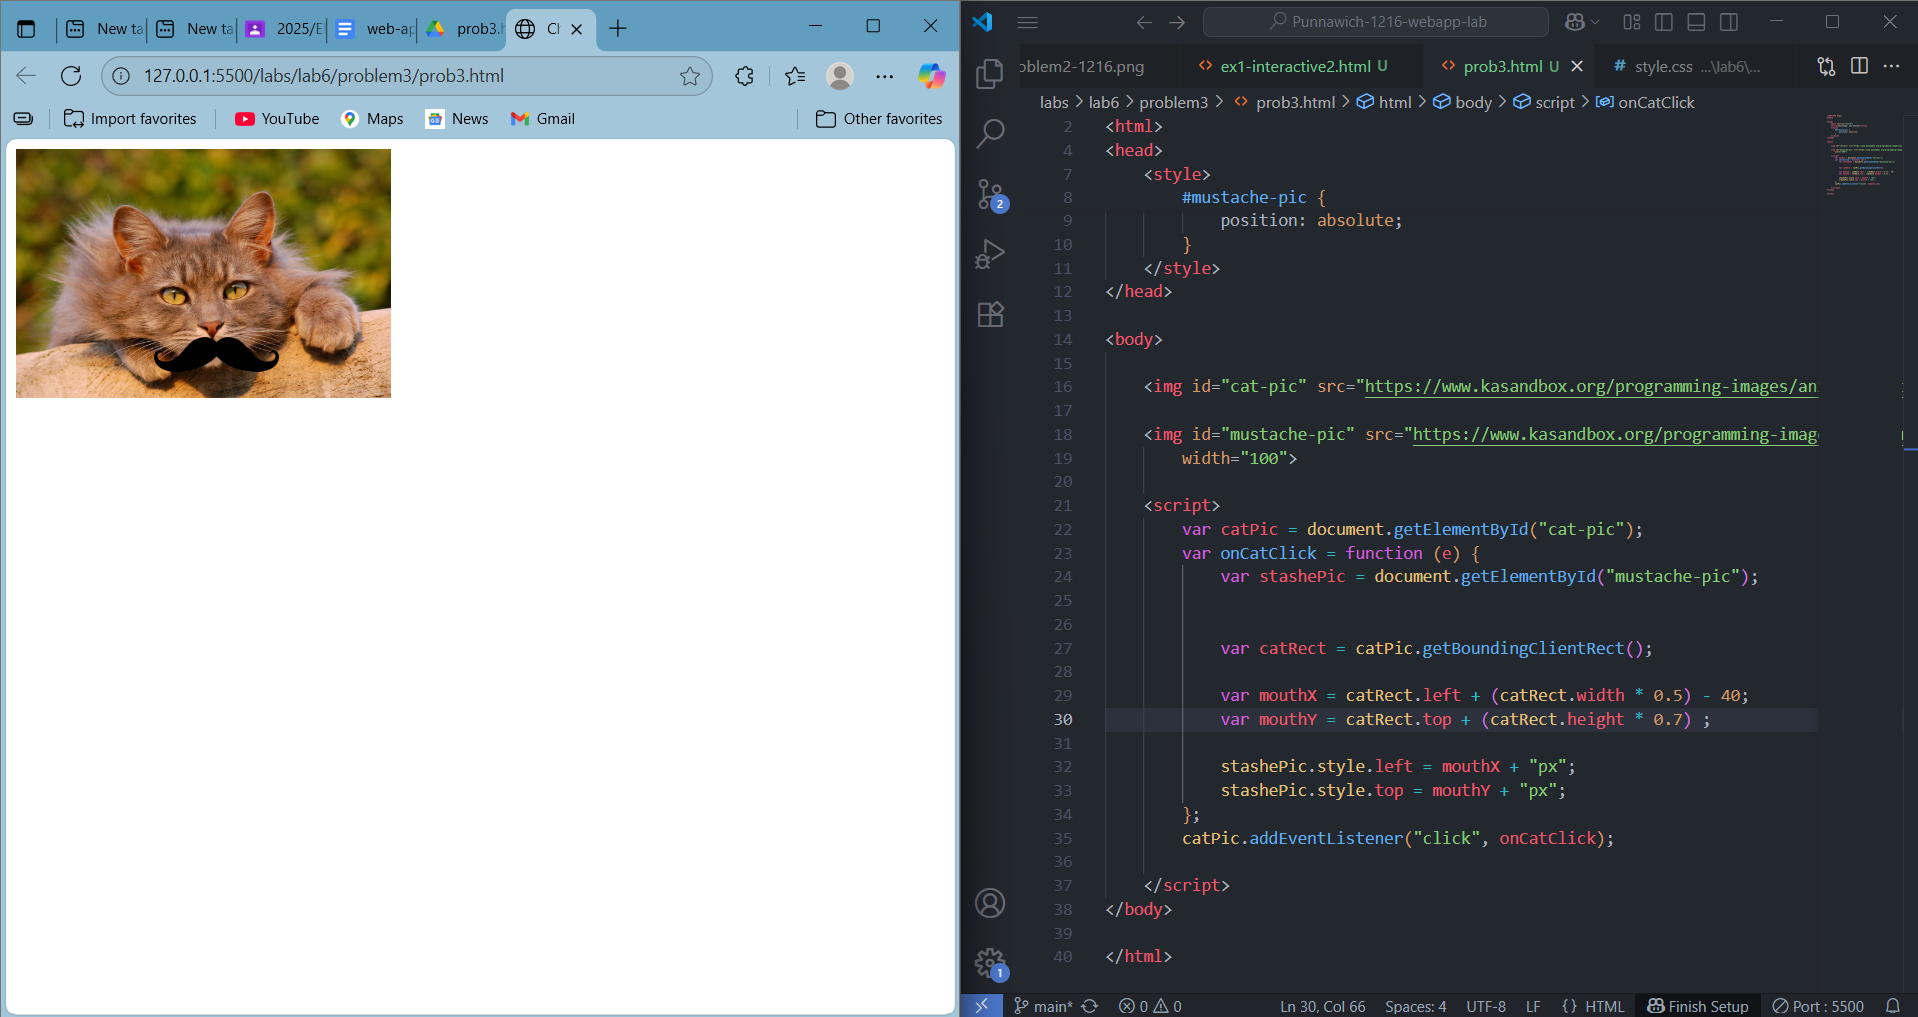 New ta
New ta
2025/E
web-ap
prob3.h
Ch
127.0.0.1:5500/labs/lab6/problem3/prob3.html
Import favorites
YouTube
Maps
News
Gmail
Other favorites
Punnawich-1216-webapp-lab
oblem2-1216.png
<> ex1-interactive2.html U
<> prob3.html U
# style.css ...\lab6\...
labs > lab6 > problem3 > <> prob3.html > html > body > script > onCatClick
2 <html>
4 <head>
7 <style>
8 #mustache-pic {
9 position: absolute;
10 }
11 </style>
12 </head>
13
14 <body>
15
16 <img id="cat-pic" src="https://www.kasandbox.org/programming-images/an
17
18 <img id="mustache-pic" src="https://www.kasandbox.org/programming-imag
19 width="100">
20
21 <script>
22 var catPic = document.getElementById("cat-pic");
23 var onCatClick = function (e) {
24 var stashePic = document.getElementById("mustache-pic");
25
26
27 var catRect = catPic.getBoundingClientRect();
28
29 var mouthX = catRect.left + (catRect.width * 0.5) - 40;
30 var mouthY = catRect.top + (catRect.height * 0.7) ;
31
32 stashePic.style.left = mouthX + "px";
33 stashePic.style.top = mouthY + "px";
34 };
35 catPic.addEventListener("click", onCatClick);
36
37 </script>
38 </body>
39
40 </html>
2
1
main* 0 0 Ln 30, Col 66 Spaces: 4 UTF-8 LF {} HTML Finish Setup Port : 5500